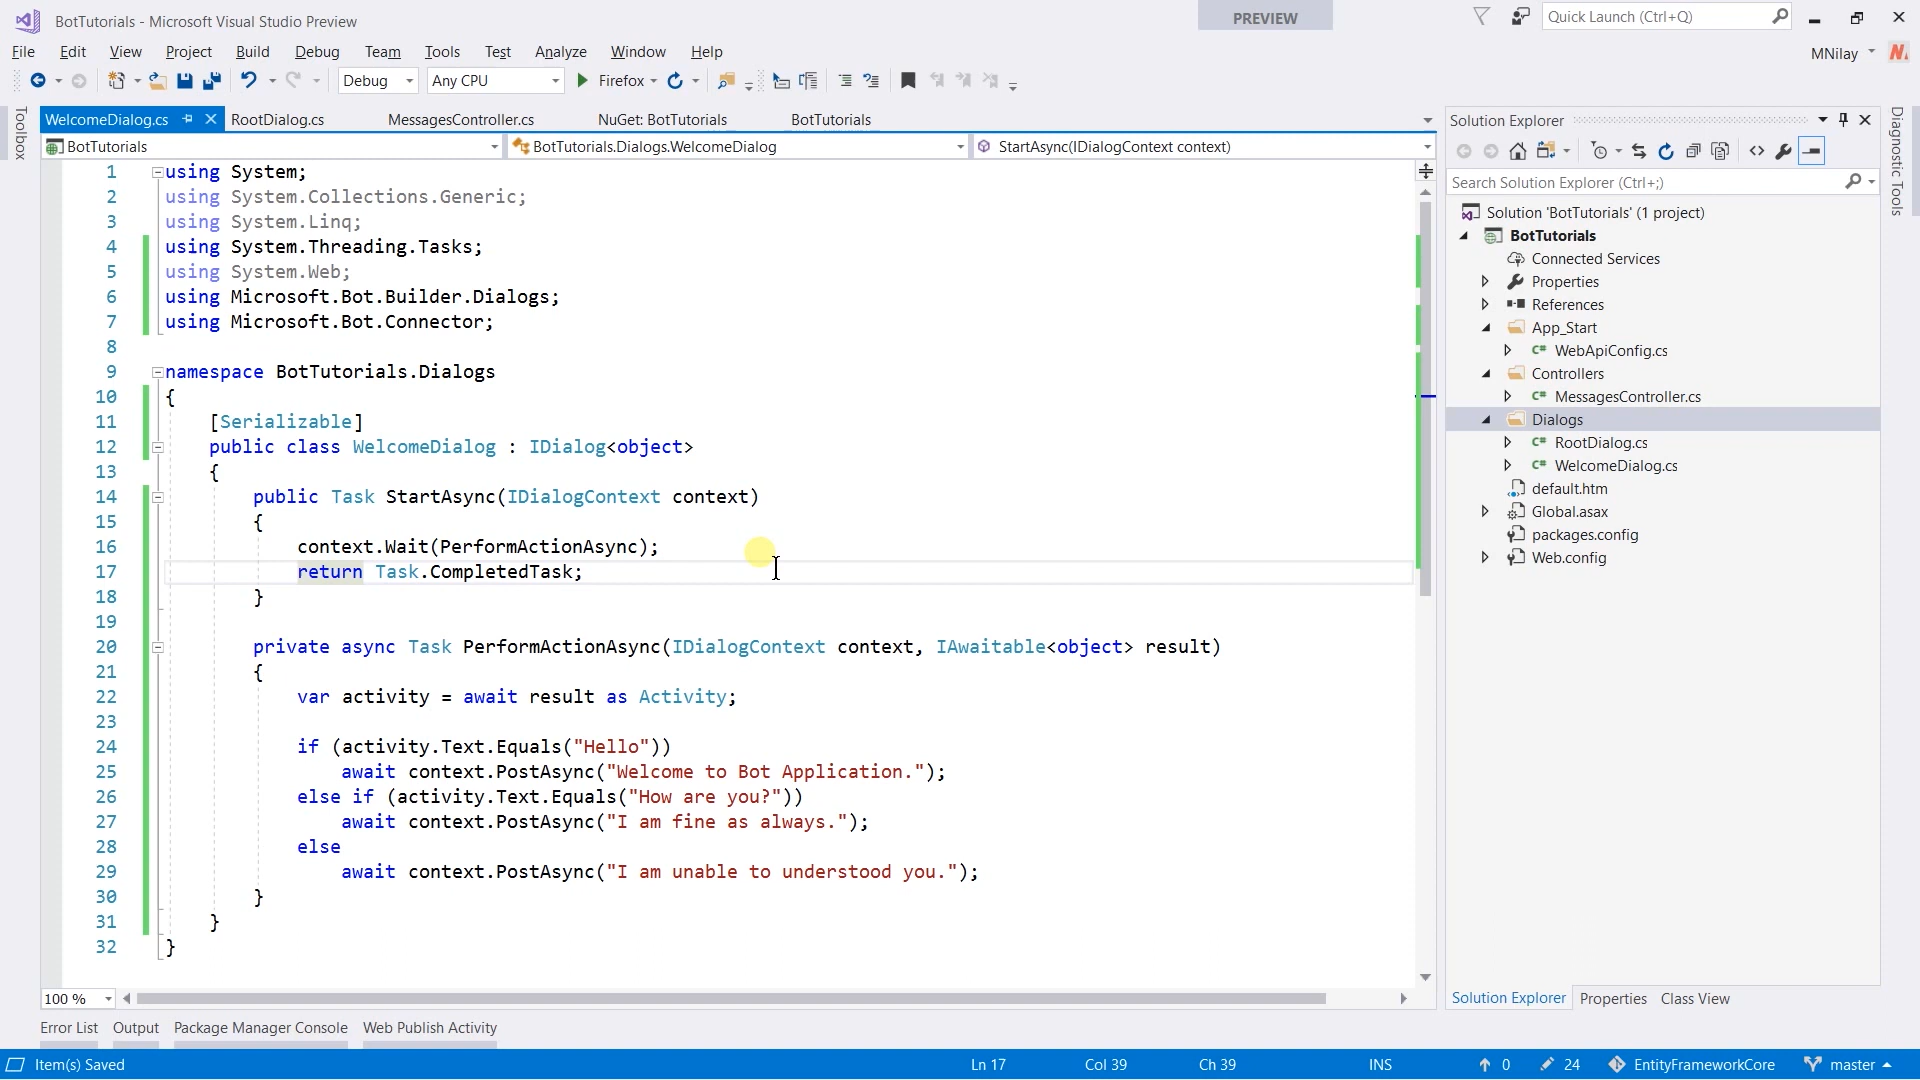 BotTutorials - Microsoft Visual Studio Preview
PREVIEW
Quick Launch (Ctrl+Q)
File Edit View Project Build Debug Team Tools Test Analyze Window Help
MNilay
Debug Any CPU Firefox
Toolbox
WelcomeDialog.cs RootDialog.cs MessagesController.cs NuGet: BotTutorials BotTutorials
BotTutorials BotTutorials.Dialogs.WelcomeDialog StartAsync(IDialogContext context)
1 using System;
2 using System.Collections.Generic;
3 using System.Linq;
4 using System.Threading.Tasks;
5 using System.Web;
6 using Microsoft.Bot.Builder.Dialogs;
7 using Microsoft.Bot.Connector;
8
9 namespace BotTutorials.Dialogs
10 {
11 [Serializable]
12 public class WelcomeDialog : IDialog<object>
13 {
14 public Task StartAsync(IDialogContext context)
15 {
16 context.Wait(PerformActionAsync);
17 return Task.CompletedTask;
18 }
19
20 private async Task PerformActionAsync(IDialogContext context, IAwaitable<object> result)
21 {
22 var activity = await result as Activity;
23
24 if (activity.Text.Equals("Hello"))
25 await context.PostAsync("Welcome to Bot Application.");
26 else if (activity.Text.Equals("How are you?"))
27 await context.PostAsync("I am fine as always.");
28 else
29 await context.PostAsync("I am unable to understood you.");
30 }
31 }
32 }
100 %
Solution Explorer
Search Solution Explorer (Ctrl+;)
Solution 'BotTutorials' (1 project)
BotTutorials
Connected Services
Properties
References
App_Start
C# WebApiConfig.cs
Controllers
C# MessagesController.cs
Dialogs
C# RootDialog.cs
C# WelcomeDialog.cs
default.htm
Global.asax
packages.config
Web.config
Solution Explorer Properties Class View
Diagnostic Tools
Error List Output Package Manager Console Web Publish Activity
Item(s) Saved Ln 17 Col 39 Ch 39 INS 0 24 EntityFrameworkCore master